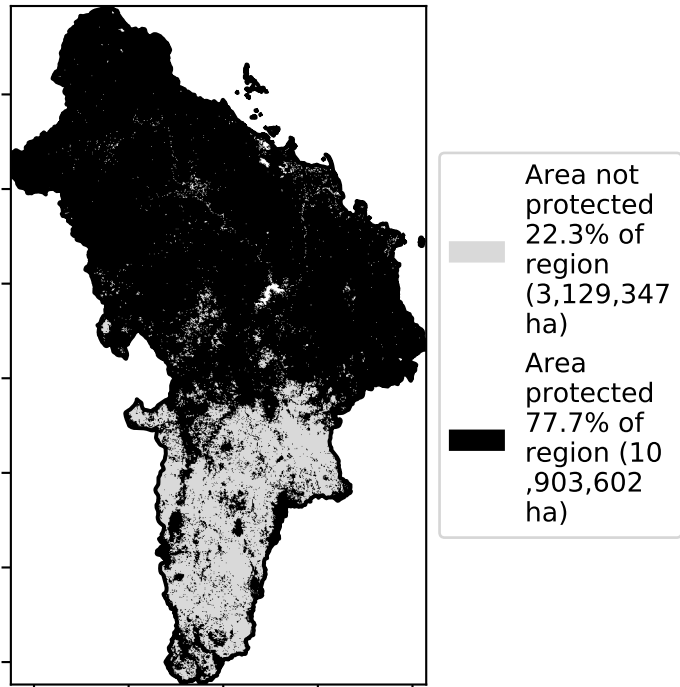 Area not
protected
22.3% of
region
(3,129,347
ha)
Area
protected
77.7% of
region (10
,903,602
ha)